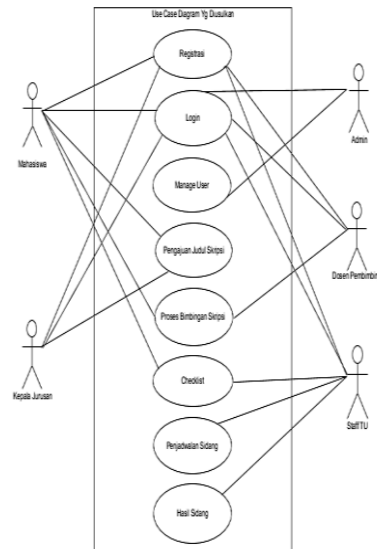 Use Case Diagram Yg Diusulkan
Registrasi
Login
Admin
Mahasiswa
Manage User
Pengajuan Judul Skripsi
Dosen Pembimbin
Proses Bimbingan Skripsi
Checklist
Kepala Jurusan
Staff TU
Penjadwalan Sidang
Hasil Sidang